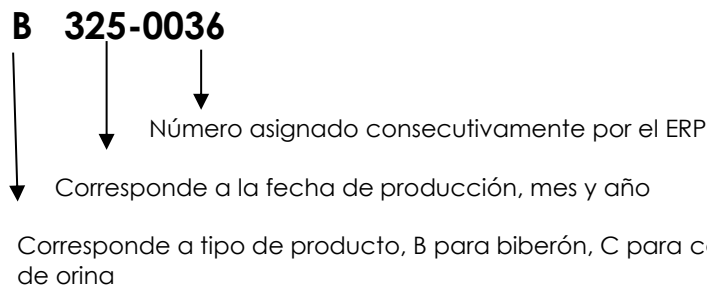 B 325-0036
Número asignado consecutivamente por el ERP
Corresponde a la fecha de producción, mes y año
Corresponde a tipo de producto, B para biberón, C para
de orina